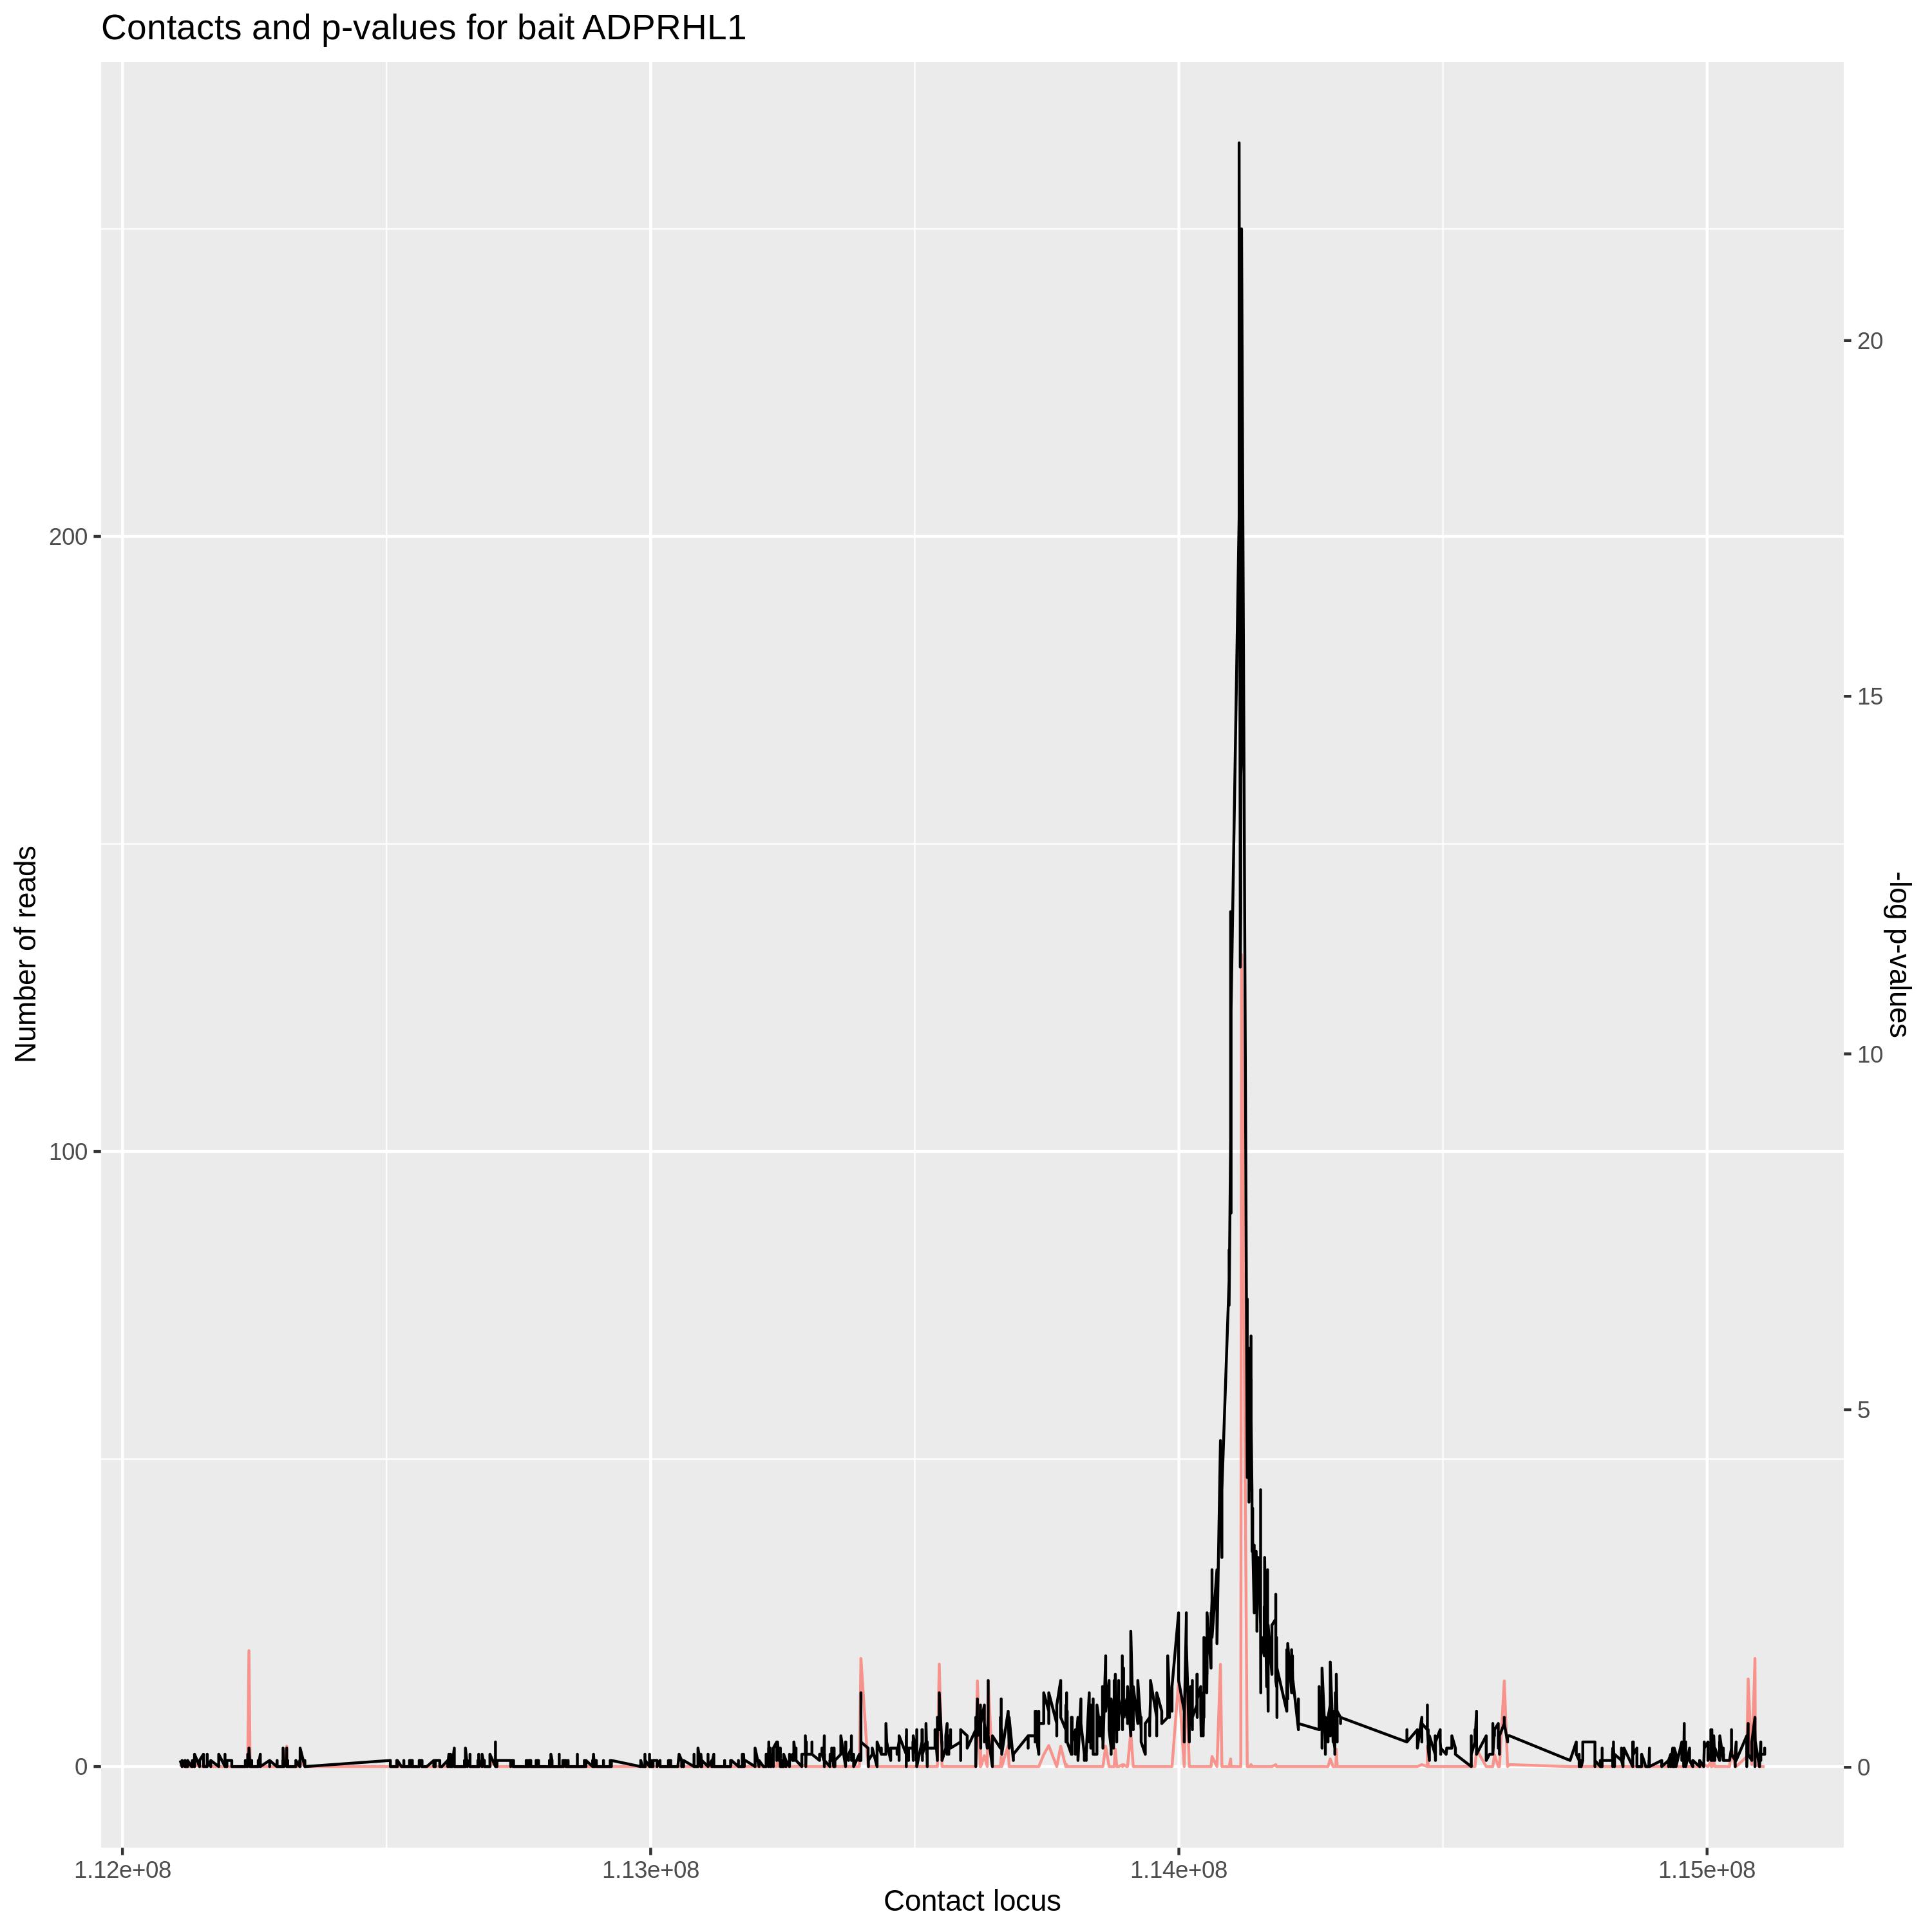 Contacts and p-values for bait ADPRHL1
Number of reads
200
100
0
20
15
10
5
0
-log p-values
1.12e+08
1.13e+08
1.14e+08
1.15e+08
Contact locus